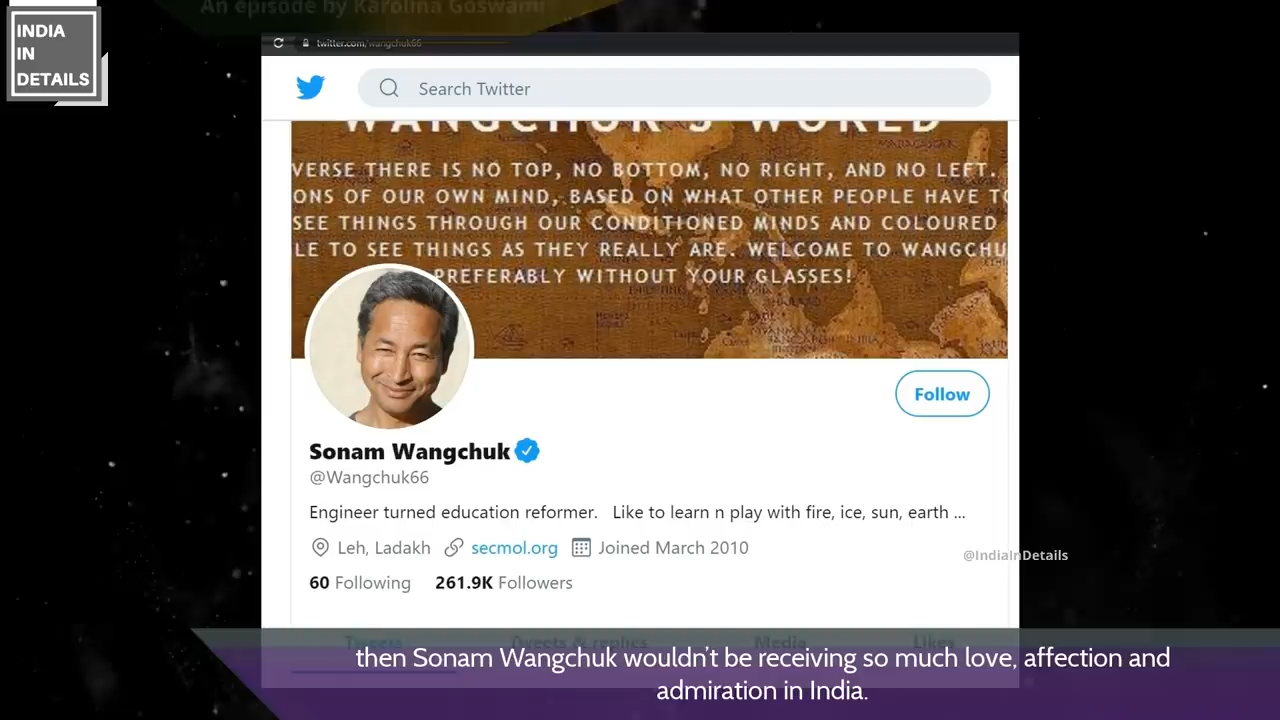 An episode by Karolina Goswami
INDIA
IN
DETAILS
twitter.com/wangchuk66
Search Twitter
WANGCHUK'S WORLD
VERSE THERE IS NO TOP, NO BOTTOM, NO RIGHT, AND NO LEFT.
ONS OF OUR OWN MIND, BASED ON WHAT OTHER PEOPLE HAVE TO
SEE THINGS THROUGH OUR CONDITIONED MINDS AND COLOURED
LE TO SEE THINGS AS THEY REALLY ARE. WELCOME TO WANGCHU
PREFERABLY WITHOUT YOUR GLASSES!
Follow
Sonam Wangchuk
@Wangchuk66
Engineer turned education reformer. Like to learn n play with fire, ice, sun, earth ...
Leh, Ladakh secmol.org Joined March 2010
@IndiaInDetails
60 Following 261.9K Followers
Tweets Tweets & replies Media Likes
then Sonam Wangchuk wouldn't be receiving so much love, affection and
admiration in India.